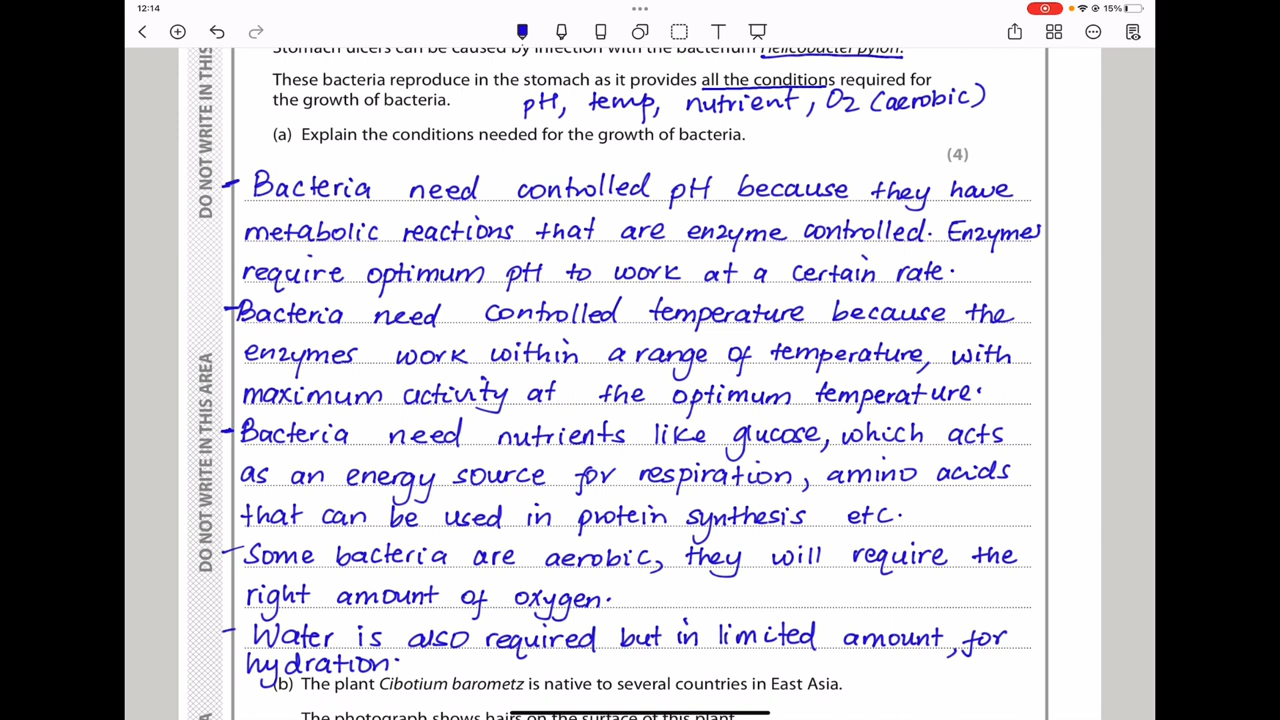 12:14
15%
Stomach ulcers can be caused by infection with the bacterium Helicobacter pylori.
These bacteria reproduce in the stomach as it provides all the conditions required for
the growth of bacteria.
pH, temp, nutrient, O2 (aerobic)
(a) Explain the conditions needed for the growth of bacteria.
(4)
- Bacteria need controlled pH because they have
metabolic reactions that are enzyme controlled. Enzymes
require optimum pH to work at a certain rate.
- Bacteria need controlled temperature because the
enzymes work within a range of temperature, with
maximum activity at the optimum temperature.
- Bacteria need nutrients like glucose, which acts
as an energy source for respiration, amino acids
that can be used in protein synthesis etc.
- Some bacteria are aerobic, they will require the
right amount of oxygen.
- Water is also required but in limited amount, for
hydration.
(b) The plant Cibotium barometz is native to several countries in East Asia.
The photograph shows hairs on the surface of this plant.
DO NOT WRITE IN THIS
DO NOT WRITE IN THIS AREA
A